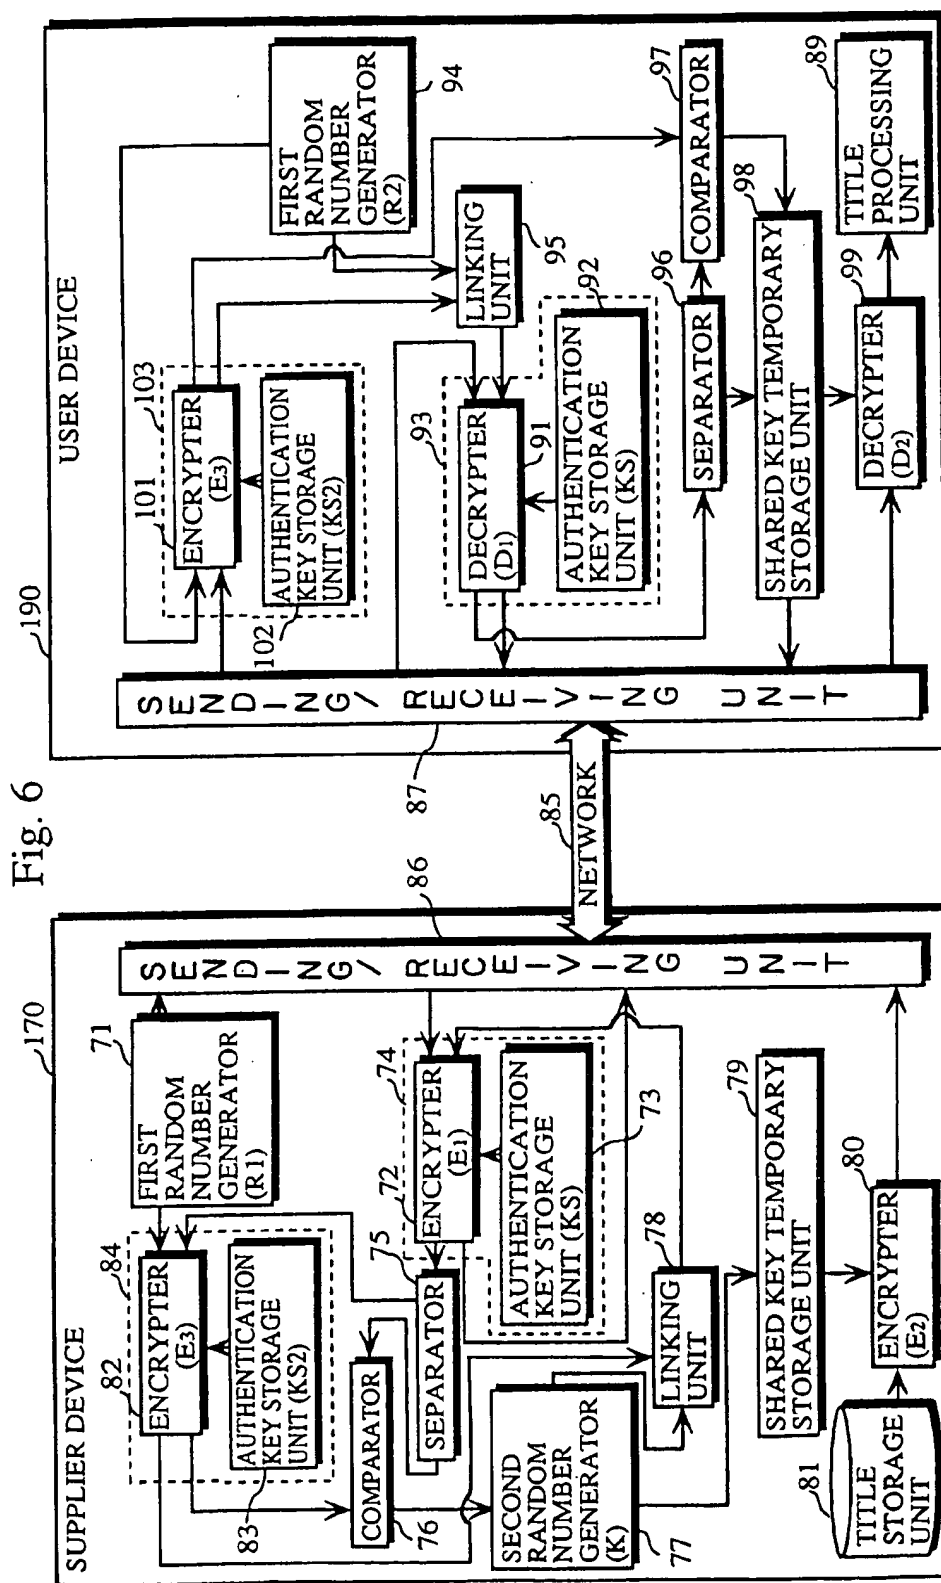 Fig. 6
170
SUPPLIER DEVICE
82
84
ENCRYPTER
(E3)
AUTHENTICATION
KEY STORAGE
UNIT (KS2)
83
71
FIRST
RANDOM
NUMBER
GENERATOR
(R1)
COMPARATOR
76
75
SEPARATOR
72
74
ENCRYPTER
(E1)
AUTHENTICATION
KEY STORAGE
UNIT (KS)
73
SECOND
RANDOM
NUMBER
GENERATOR
(K)
77
78
LINKING
UNIT
79
SHARED KEY TEMPORARY
STORAGE UNIT
81
TITLE
STORAGE
UNIT
80
ENCRYPTER
(E2)
86
SENDING/RECEIVING UNIT
85
NETWORK
190
USER DEVICE
87
SENDING/RECEIVING UNIT
101
103
ENCRYPTER
(E3)
AUTHENTICATION
KEY STORAGE
UNIT (KS2)
102
FIRST
RANDOM
NUMBER
GENERATOR
(R2)
94
LINKING
UNIT
95
93
DECRYPTER
(D1)
91
AUTHENTICATION
KEY STORAGE
UNIT (KS)
92
SEPARATOR
96
COMPARATOR
97
SHARED KEY TEMPORARY
STORAGE UNIT
98
DECRYPTER
(D2)
99
TITLE
PROCESSING
UNIT
89